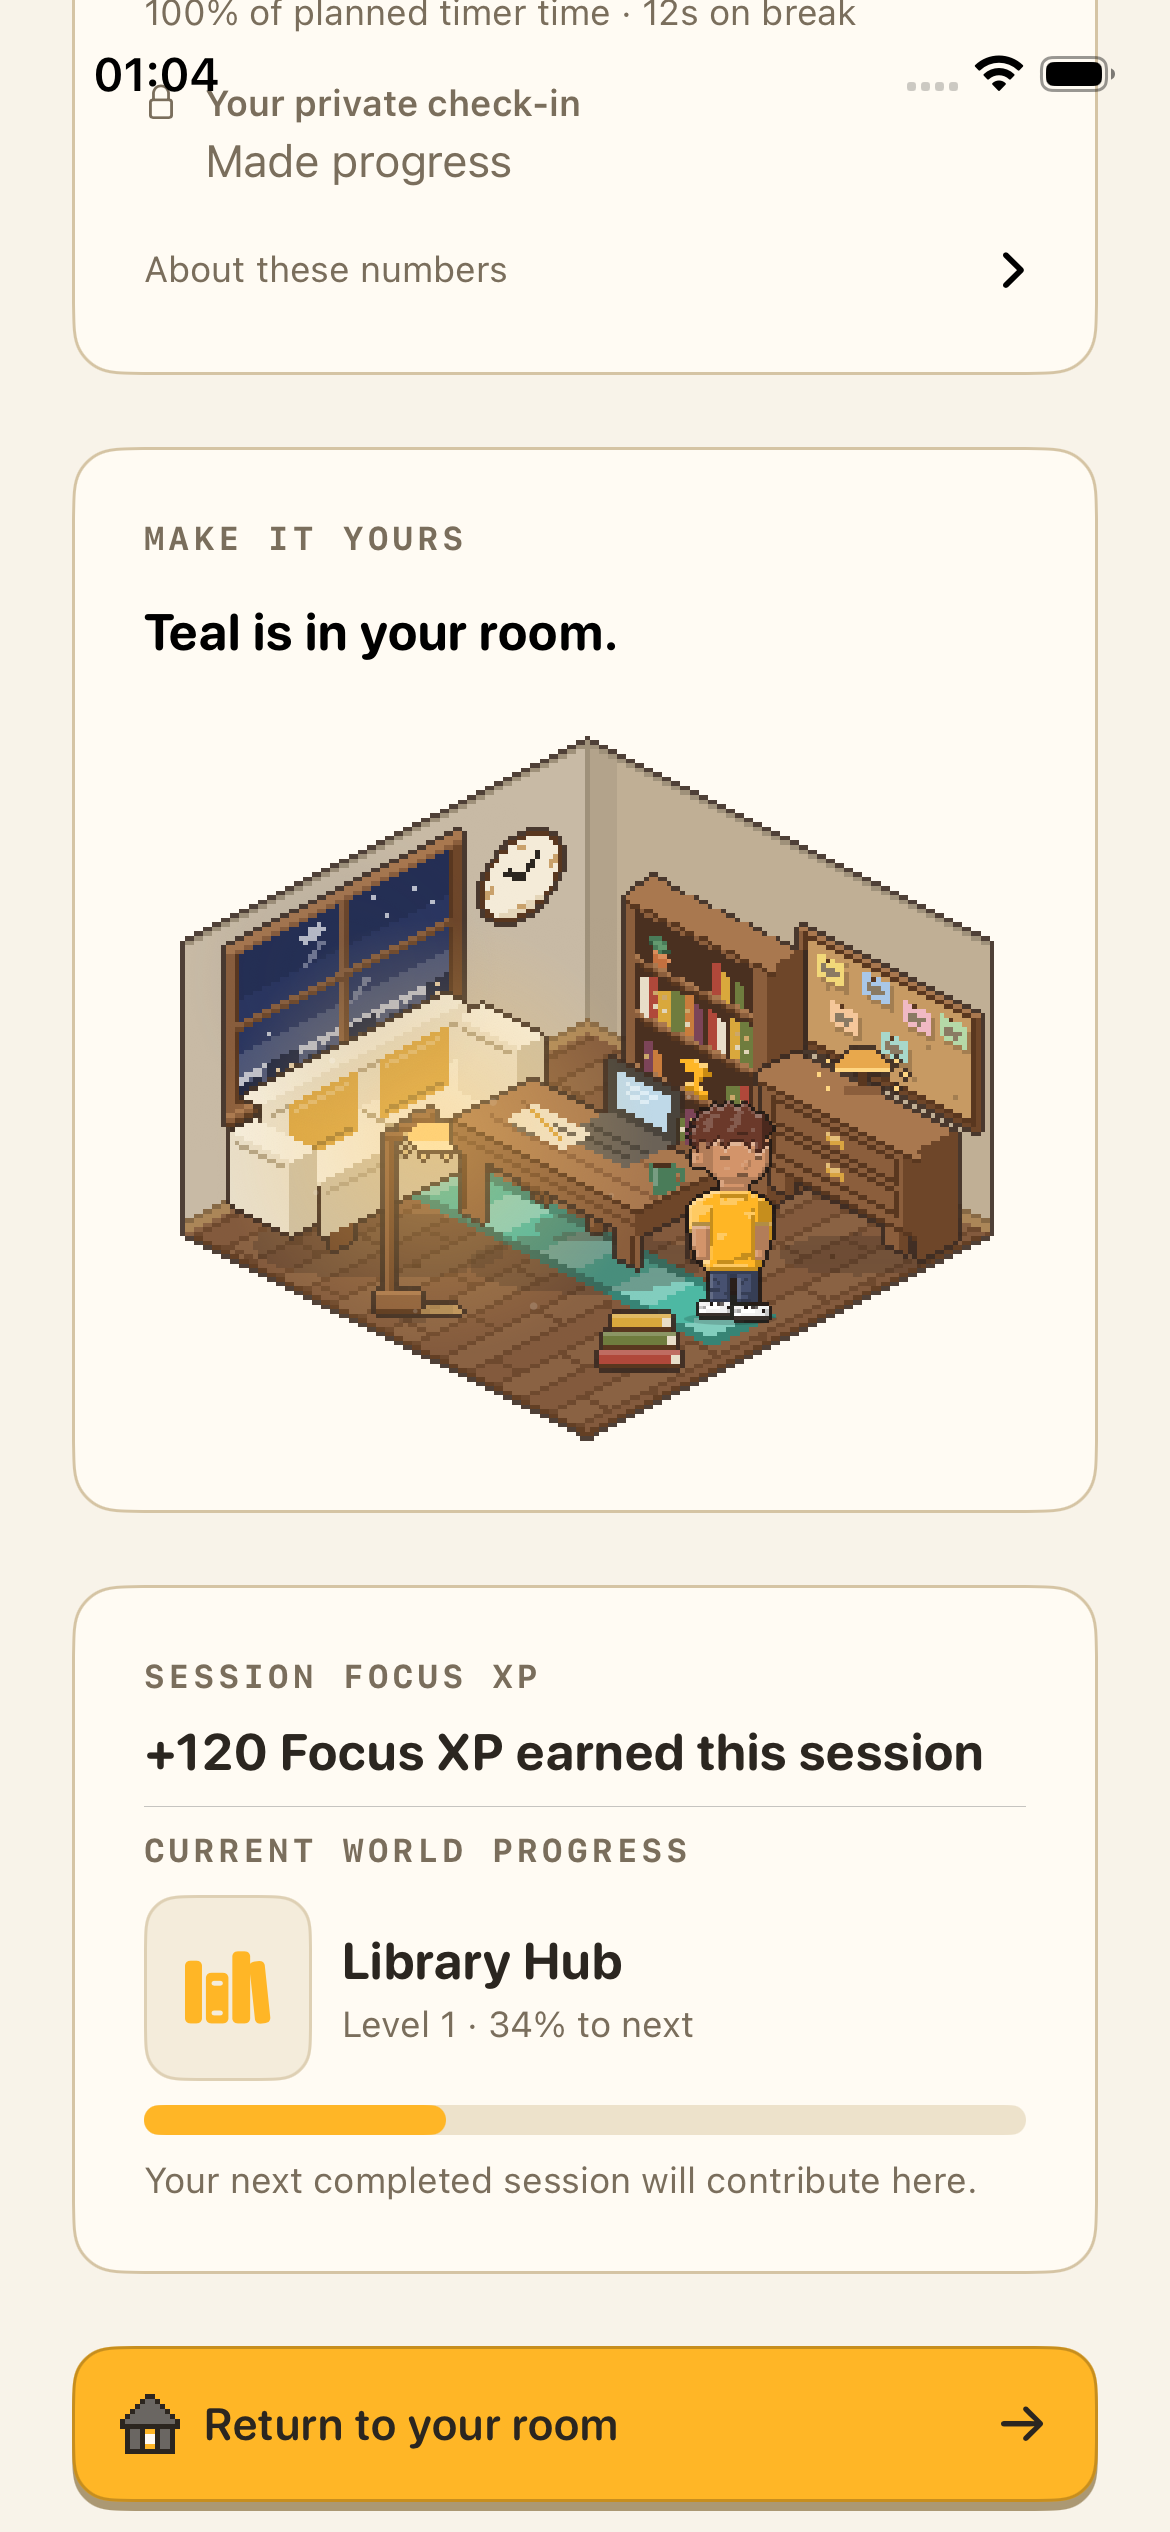 100% of planned timer time · 12s on break
01:04
Your private check-in
Made progress
About these numbers
MAKE IT YOURS
Teal is in your room.
SESSION FOCUS XP
+120 Focus XP earned this session
CURRENT WORLD PROGRESS
Library Hub
Level 1 · 34% to next
Your next completed session will contribute here.
Return to your room